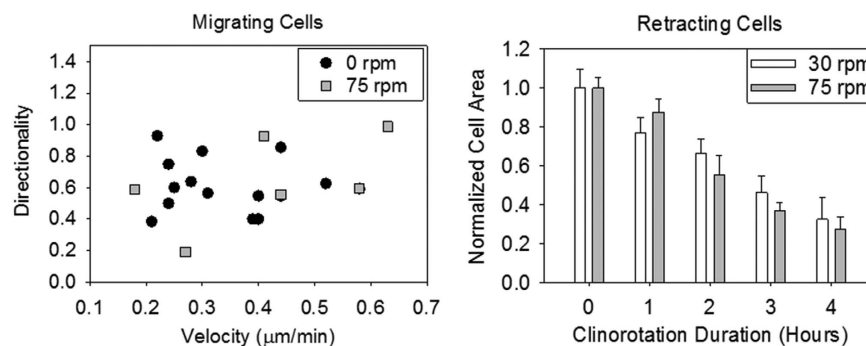 Migrating Cells
1.4
1.2
1.0
0.8
0.6
0.4
0.2
0.0
Directionality
0 rpm
75 rpm
0.1 0.2 0.3 0.4 0.5 0.6 0.7
Velocity (μm/min)
Retracting Cells
1.2
1.0
0.8
0.6
0.4
0.2
0.0
Normalized Cell Area
30 rpm
75 rpm
0 1 2 3 4
Clinorotation Duration (Hours)